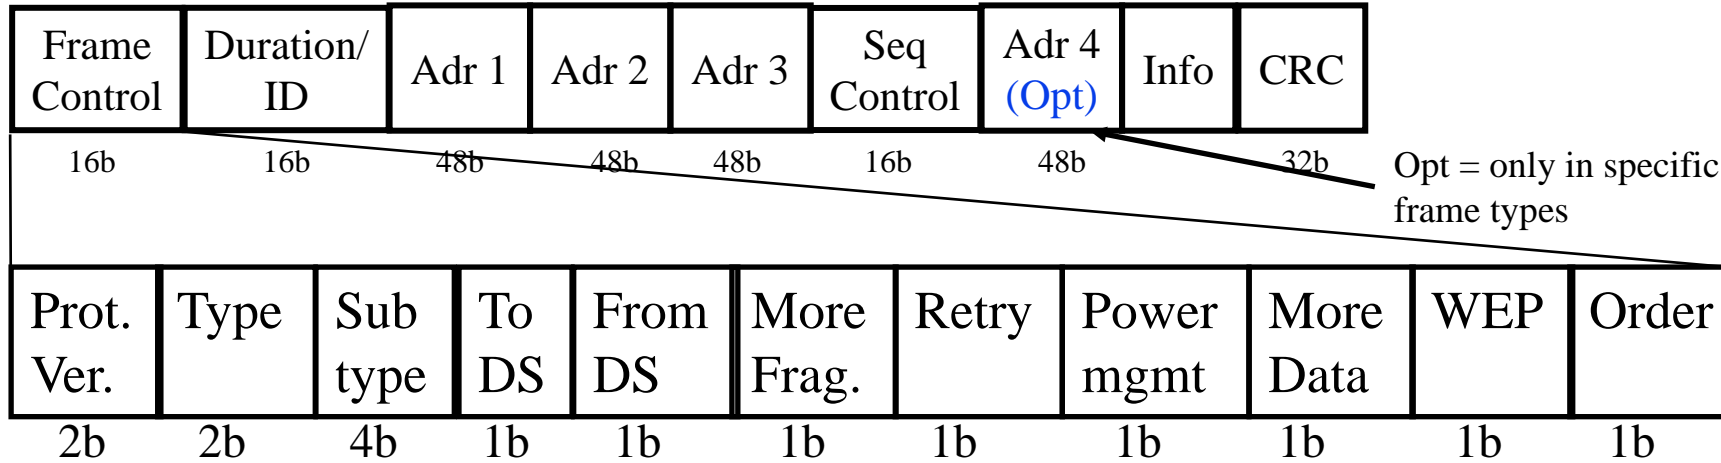 Frame Control Duration/ ID Adr 1 Adr 2 Adr 3 Seq Control Adr 4 (Opt) Info CRC
16b 16b 48b 48b 48b 16b 48b 32b
Opt = only in specific
frame types
Prot. Ver. Type Sub type To DS From DS More Frag. Retry Power mgmt More Data WEP Order
2b 2b 4b 1b 1b 1b 1b 1b 1b 1b 1b